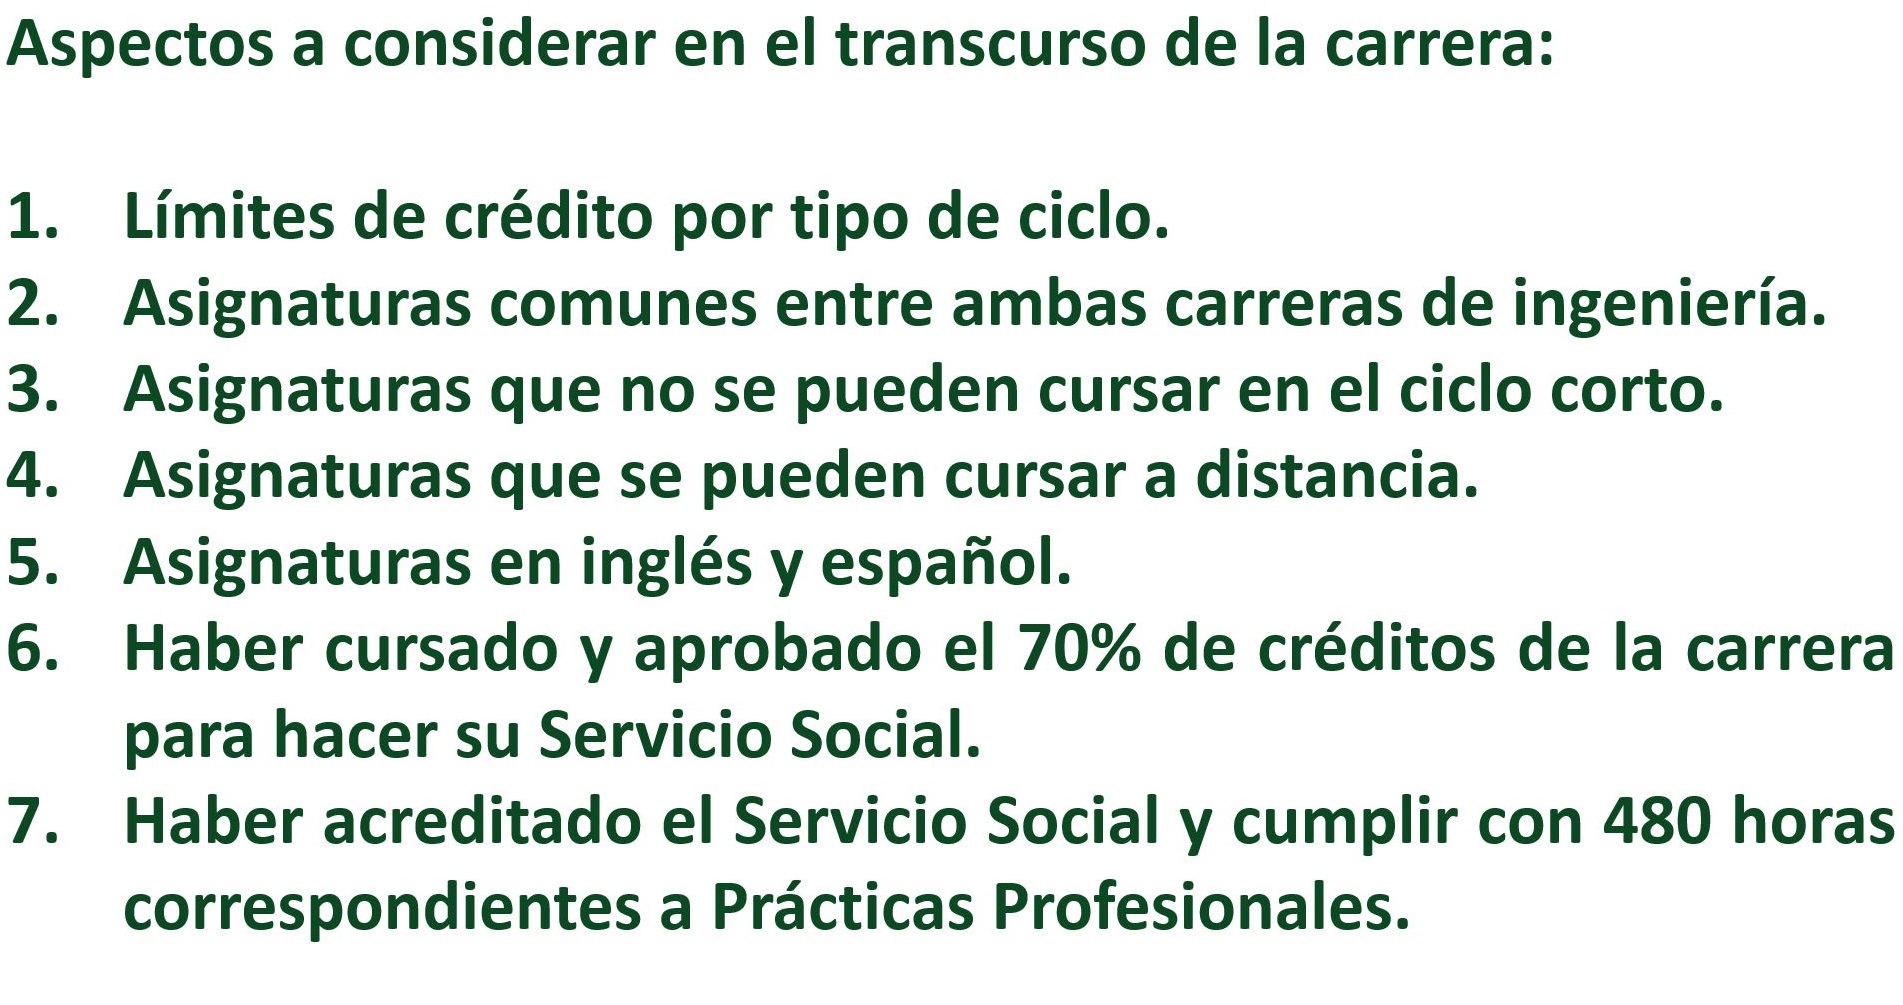 Aspectos a considerar en el transcurso de la carrera:
1. Límites de crédito por tipo de ciclo.
2. Asignaturas comunes entre ambas carreras de ingeniería.
3. Asignaturas que no se pueden cursar en el ciclo corto.
4. Asignaturas que se pueden cursar a distancia.
5. Asignaturas en inglés y español.
6. Haber cursado y aprobado el 70% de créditos de la carrera
para hacer su Servicio Social.
7. Haber acreditado el Servicio Social y cumplir con 480 horas
correspondientes a Prácticas Profesionales.